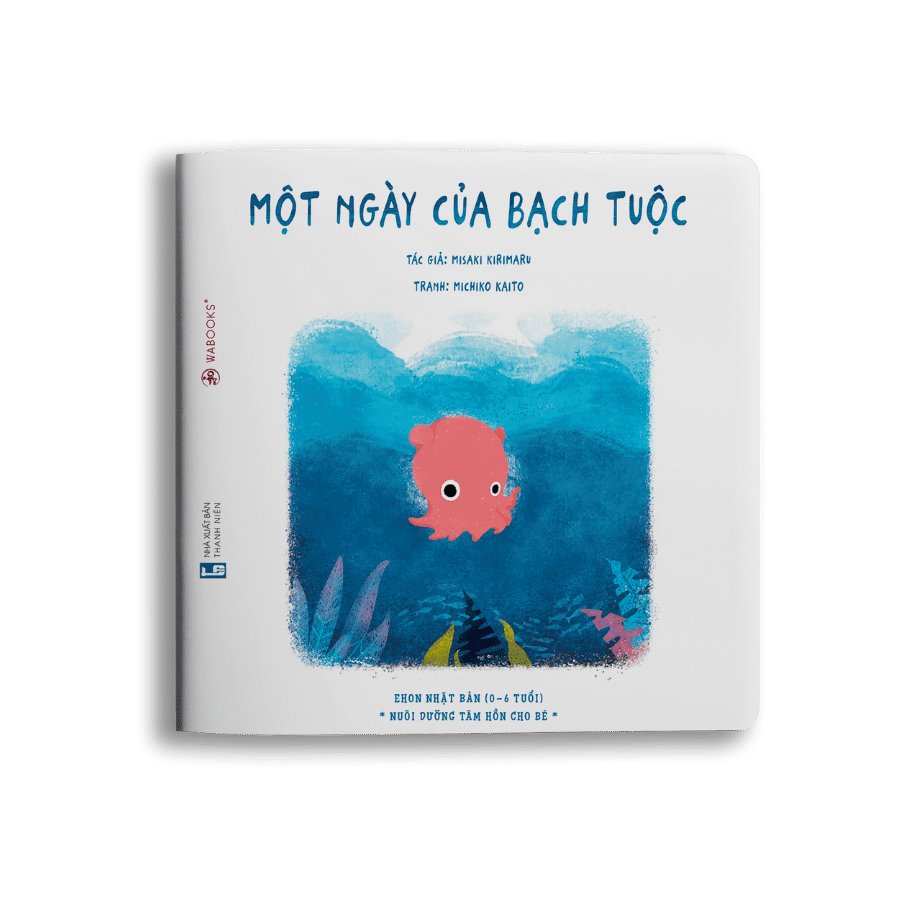 MỘT NGÀY CỦA BẠCH TUỘC
TÁC GIẢ: MISAKI KIRIMARU
TRANH: MICHIKO KAITO
WABOOKS®
NHÀ XUẤT BẢN
THANH NIÊN
EHON NHẬT BẢN (0-6 TUỔI)
* NUÔI DƯỠNG TÂM HỒN CHO BÉ *